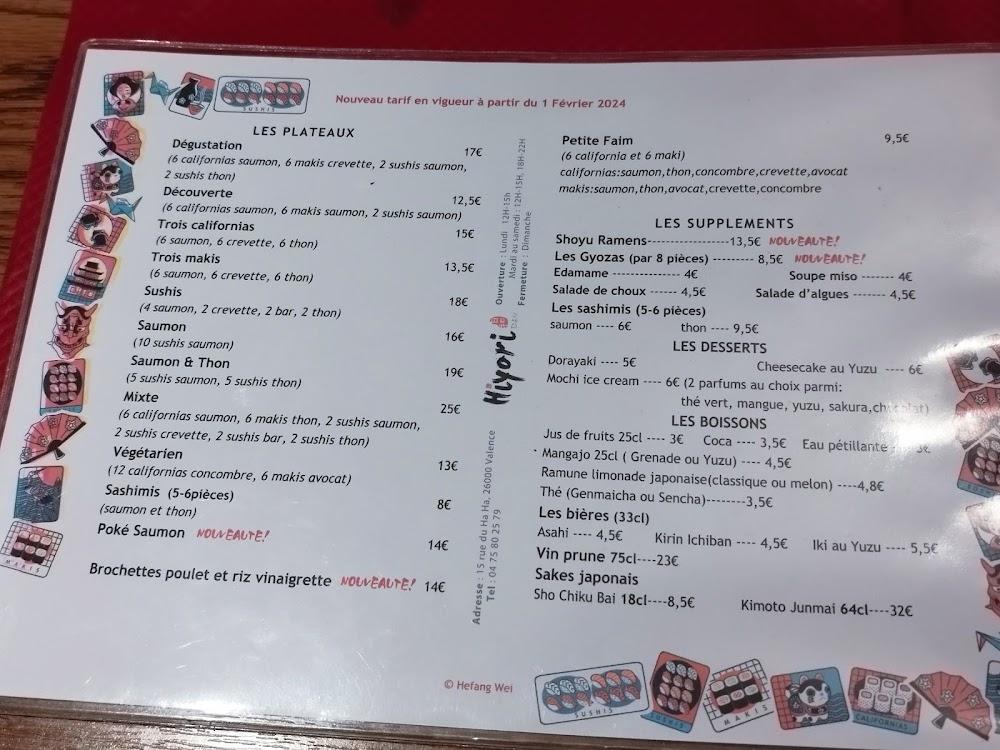 Nouveau tarif en vigueur à partir du 1 Février 2024
SUSHIS
LES PLATEAUX
Dégustation 17€
(6 californias saumon, 6 makis crevette, 2 sushis saumon,
2 sushis thon)
Découverte 12,5€
(6 californias saumon, 6 makis saumon, 2 sushis saumon)
Trois californias 15€
(6 saumon, 6 crevette, 6 thon)
Trois makis 13,5€
(6 saumon, 6 crevette, 6 thon)
Sushis 18€
(4 saumon, 2 crevette, 2 bar, 2 thon)
Saumon 16€
(10 sushis saumon)
Saumon & Thon 19€
(5 sushis saumon, 5 sushis thon)
Mixte 25€
(6 californias saumon, 6 makis thon, 2 sushis saumon,
2 sushis crevette, 2 sushis bar, 2 sushis thon)
Végétarien 13€
(12 californias concombre, 6 makis avocat)
Sashimis (5-6pièces) 8€
(saumon et thon)
Poké Saumon NOUVEAUTE! 14€
Brochettes poulet et riz vinaigrette NOUVEAUTE! 14€
MAKIS
Ouverture : Lundi 12H-15h
Mardi au samedi : 12H-15H, 18H-22H
Fermeture : Dimanche
Hiyori
Adresse : 15 rue du Ha Ha, 26000 Valence
Tel : 04 75 80 25 79
Petite Faim 9,5€
(6 california et 6 maki)
californias:saumon,thon,concombre,crevette,avocat
makis:saumon,thon,avocat,crevette,concombre
LES SUPPLEMENTS
Shoyu Ramens------------------13,5€ NOUVEAUTE!
Les Gyozas (par 8 pièces) --------- 8,5€ NOUVEAUTE!
Edamame --------------- 4€ Soupe miso ------- 4€
Salade de choux ------ 4,5€ Salade d'algues ------- 4,5€
Les sashimis (5-6 pièces)
saumon ---- 6€ thon ---- 9,5€
LES DESSERTS
Dorayaki ---- 5€ Cheesecake au Yuzu ---- 6€
Mochi ice cream ---- 6€ (2 parfums au choix parmi:
thé vert, mangue, yuzu, sakura,chocolat)
LES BOISSONS
Jus de fruits 25cl ---- 3€ Coca ---- 3,5€ Eau pétillante
Mangajo 25cl ( Grenade ou Yuzu) ---- 4,5€
Ramune limonade japonaise(classique ou melon) ----4,8€
Thé (Genmaicha ou Sencha)--------3,5€
Les bières (33cl)
Asahi ---- 4,5€ Kirin Ichiban ---- 4,5€ Iki au Yuzu ---- 5,5€
Vin prune 75cl----23€
Sakes japonais
Sho Chiku Bai 18cl----8,5€ Kimoto Junmai 64cl----32€
© Hefang Wei
SUSHIS
SUSHIS
MAKIS
CALIFORNIAS